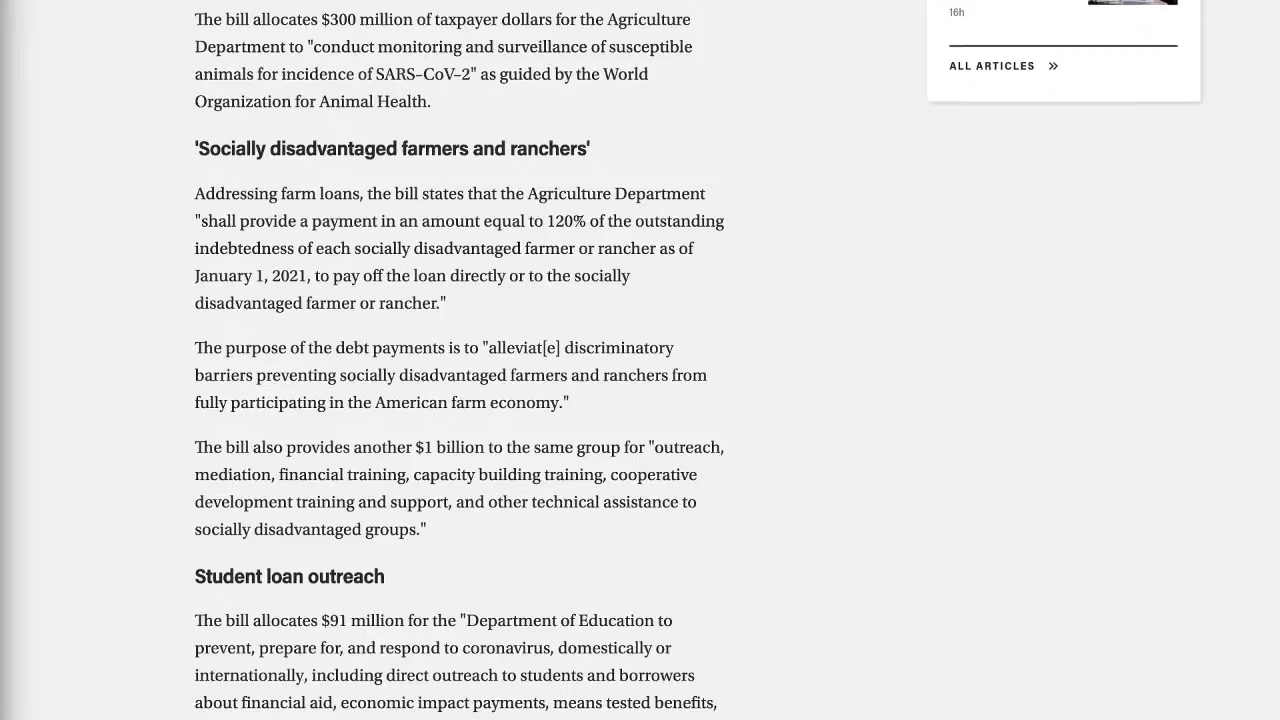 The bill allocates $300 million of taxpayer dollars for the Agriculture
Department to "conduct monitoring and surveillance of susceptible
animals for incidence of SARS–CoV–2" as guided by the World
Organization for Animal Health.
'Socially disadvantaged farmers and ranchers'
Addressing farm loans, the bill states that the Agriculture Department
"shall provide a payment in an amount equal to 120% of the outstanding
indebtedness of each socially disadvantaged farmer or rancher as of
January 1, 2021, to pay off the loan directly or to the socially
disadvantaged farmer or rancher."
The purpose of the debt payments is to "alleviat[e] discriminatory
barriers preventing socially disadvantaged farmers and ranchers from
fully participating in the American farm economy."
The bill also provides another $1 billion to the same group for "outreach,
mediation, financial training, capacity building training, cooperative
development training and support, and other technical assistance to
socially disadvantaged groups."
Student loan outreach
The bill allocates $91 million for the "Department of Education to
prevent, prepare for, and respond to coronavirus, domestically or
internationally, including direct outreach to students and borrowers
about financial aid, economic impact payments, means tested benefits,
16h
ALL ARTICLES »